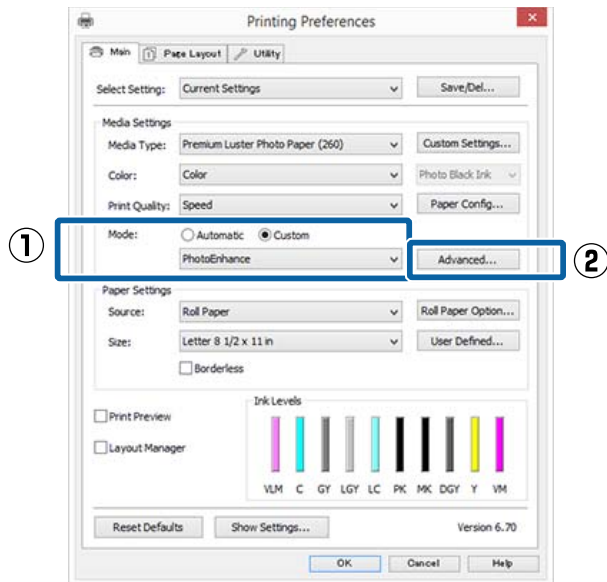 Printing Preferences
Main Page Layout Utility
Select Setting: Current Settings Save/Del...
Media Settings
Media Type: Premium Luster Photo Paper (260) Custom Settings...
Color: Color Photo Black Ink
Print Quality: Speed Paper Config...
① Mode: Automatic Custom
PhotoEnhance Advanced... ②
Paper Settings
Source: Roll Paper Roll Paper Option...
Size: Letter 8 1/2 x 11 in User Defined...
Borderless
Ink Levels
Print Preview
Layout Manager
VLM C GY LGY LC PK MK DGY Y VM
Reset Defaults Show Settings... Version 6.70
OK Cancel Help